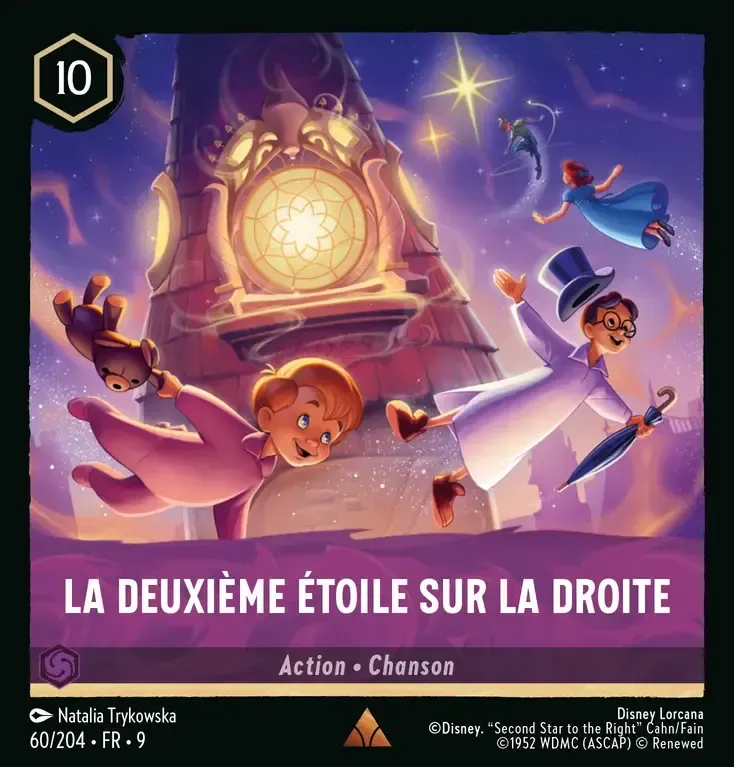 10
LA DEUXIÈME ÉTOILE SUR LA DROITE
Action • Chanson
Natalia Trykowska
60/204 • FR • 9
Disney Lorcana
©Disney. “Second Star to the Right” Cahn/Fain
©1952 WDMC (ASCAP) © Renewed